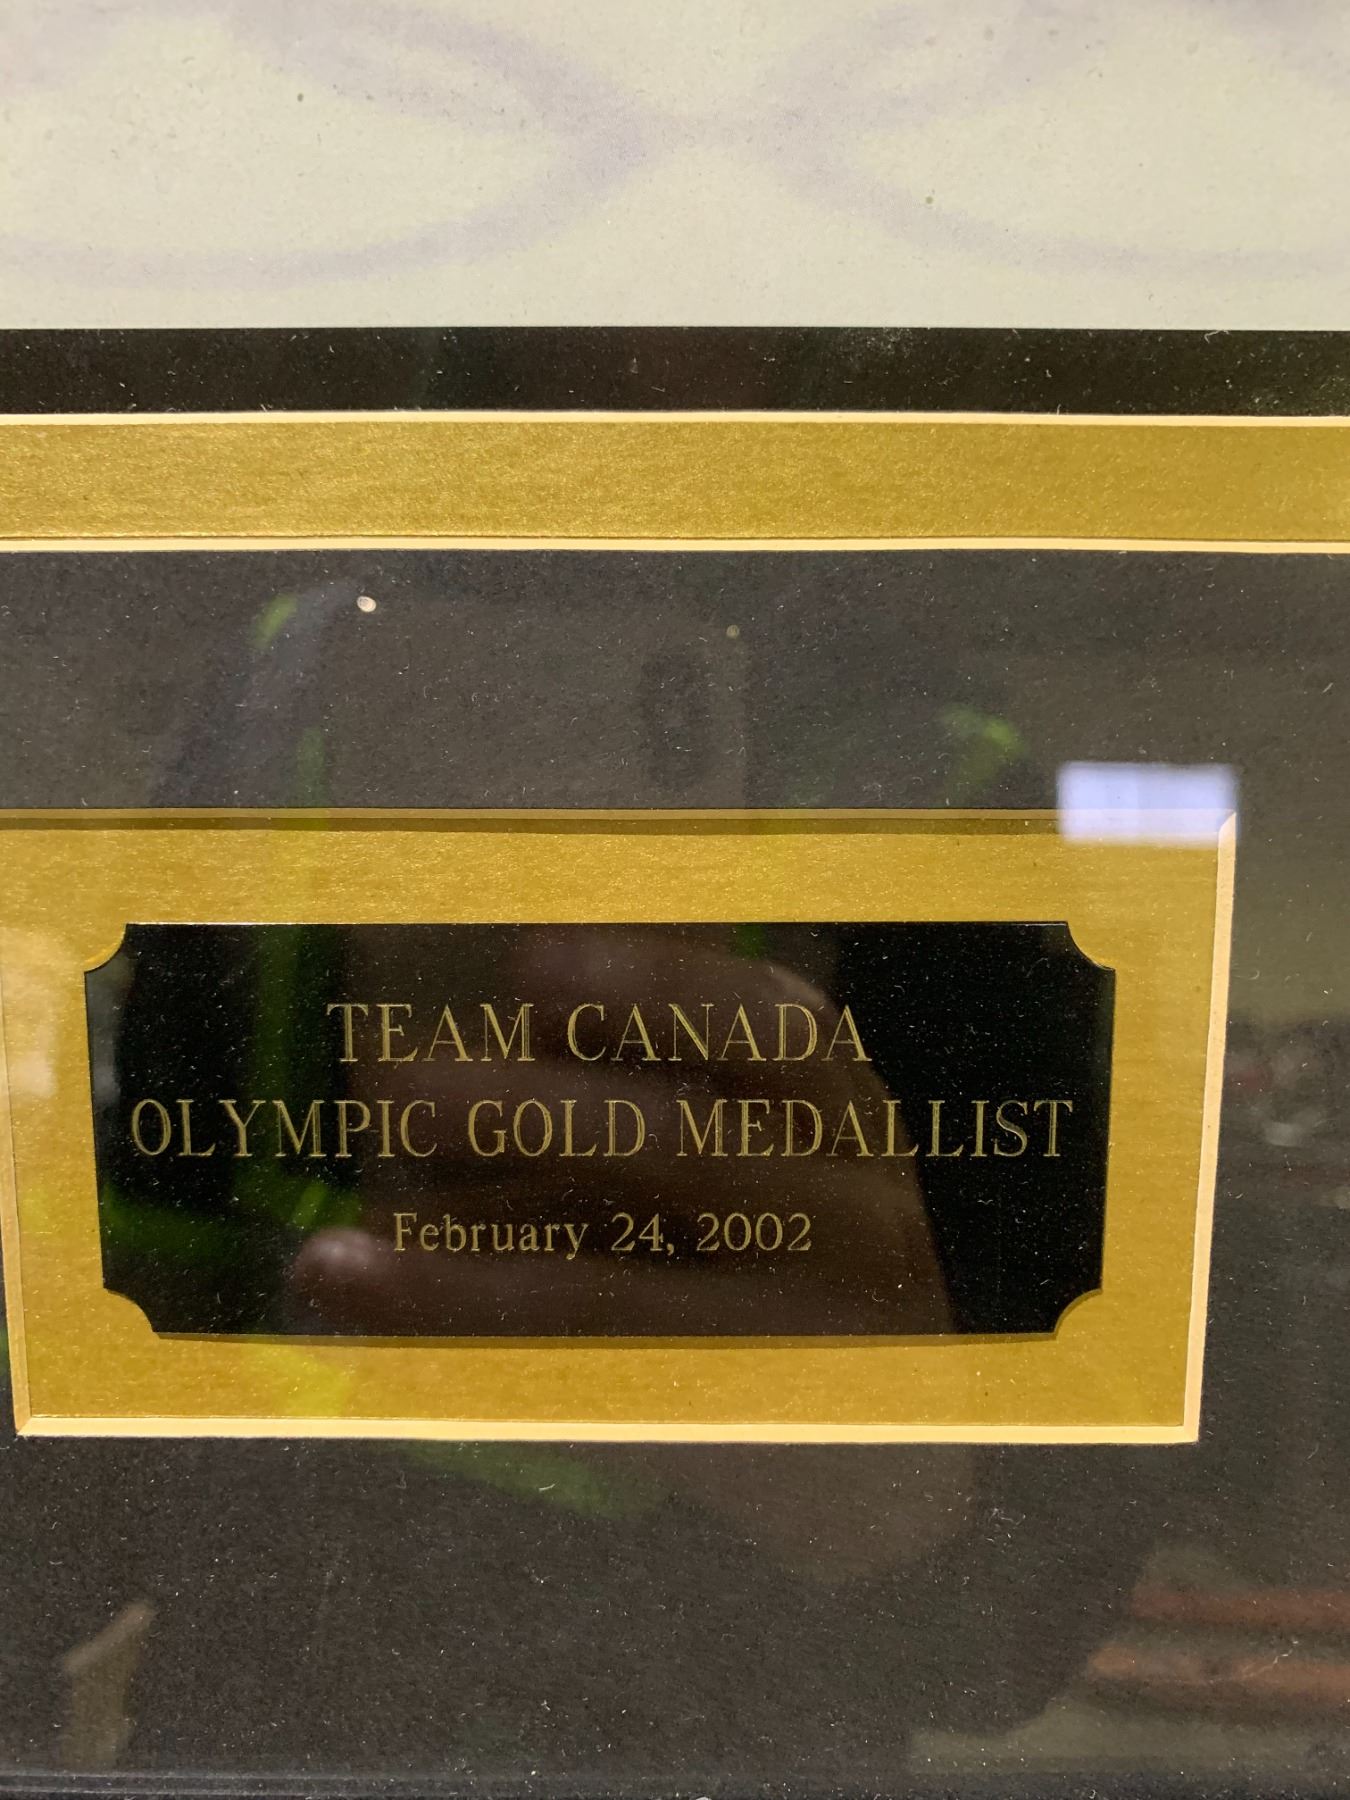 TEAM CANADA
OLYMPIC GOLD MEDALLIST
February 24, 2002